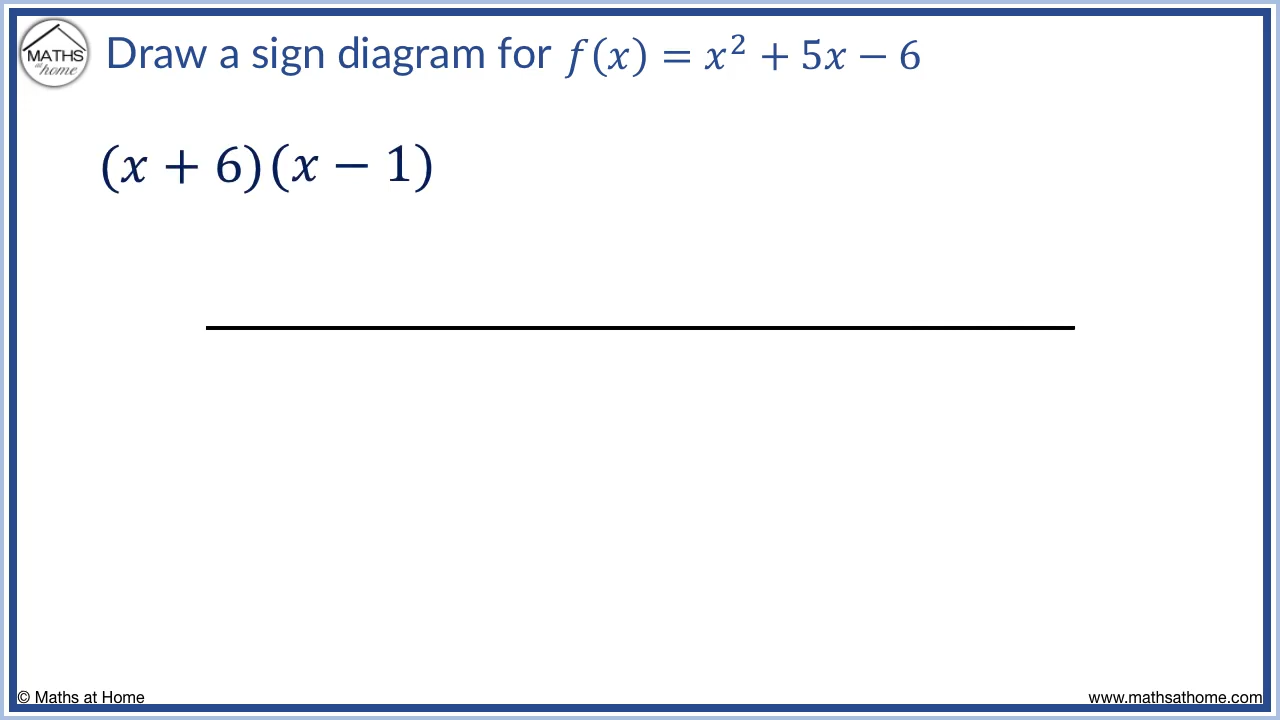 MATHS
at
home
Draw a sign diagram for f(x) = x² + 5x − 6
(x + 6)(x − 1)
© Maths at Home
www.mathsathome.com